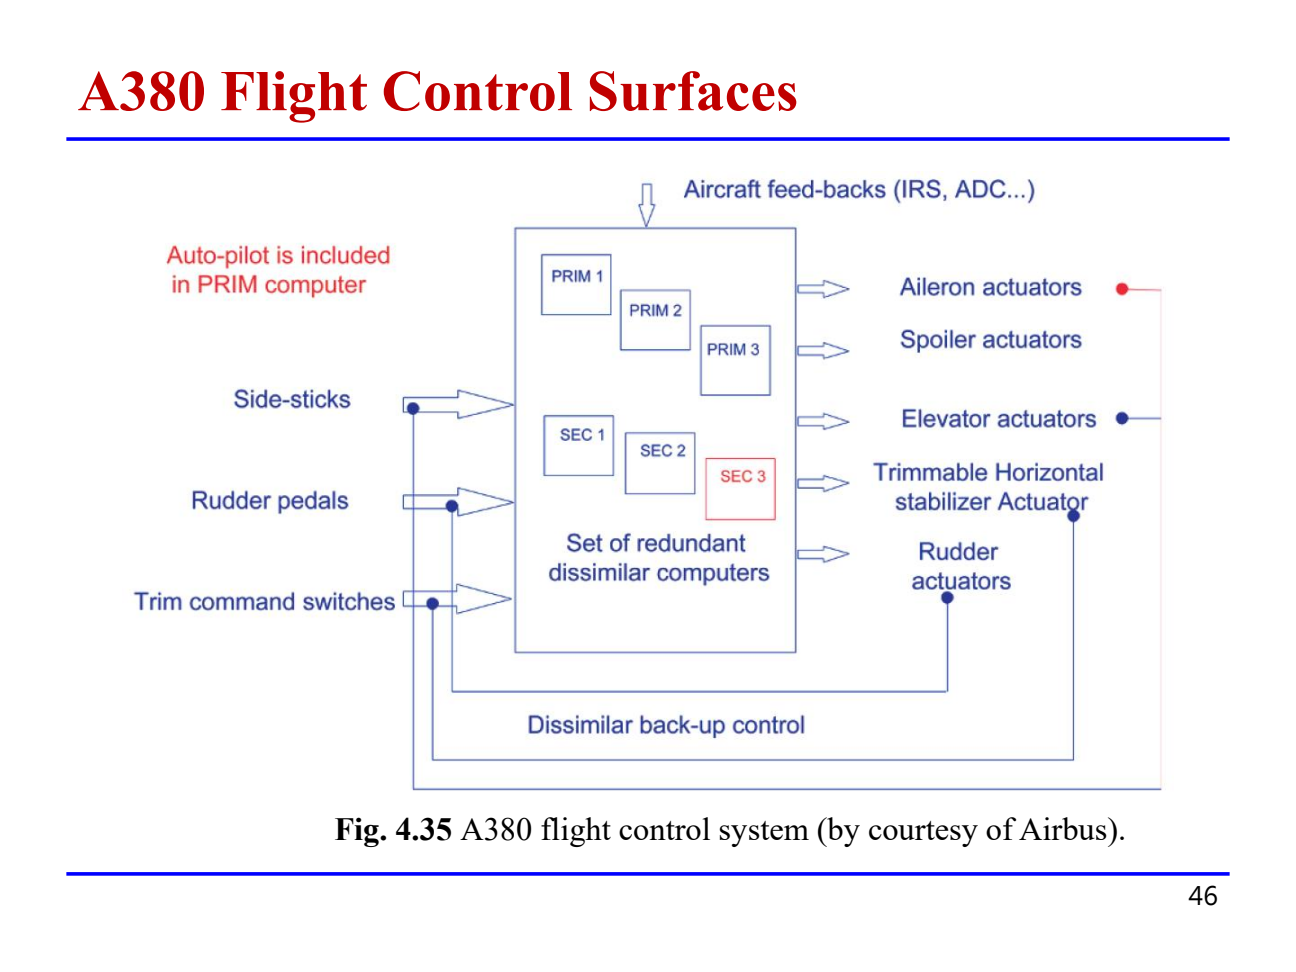 A380 Flight Control Surfaces
Aircraft feed-backs (IRS, ADC...)
Auto-pilot is included
in PRIM computer
PRIM 1
PRIM 2
PRIM 3
Side-sticks
Rudder pedals
Trim command switches
SEC 1
SEC 2
SEC 3
Set of redundant
dissimilar computers
Aileron actuators
Spoiler actuators
Elevator actuators
Trimmable Horizontal
stabilizer Actuator
Rudder
actuators
Dissimilar back-up control
Fig. 4.35 A380 flight control system (by courtesy of Airbus).
46